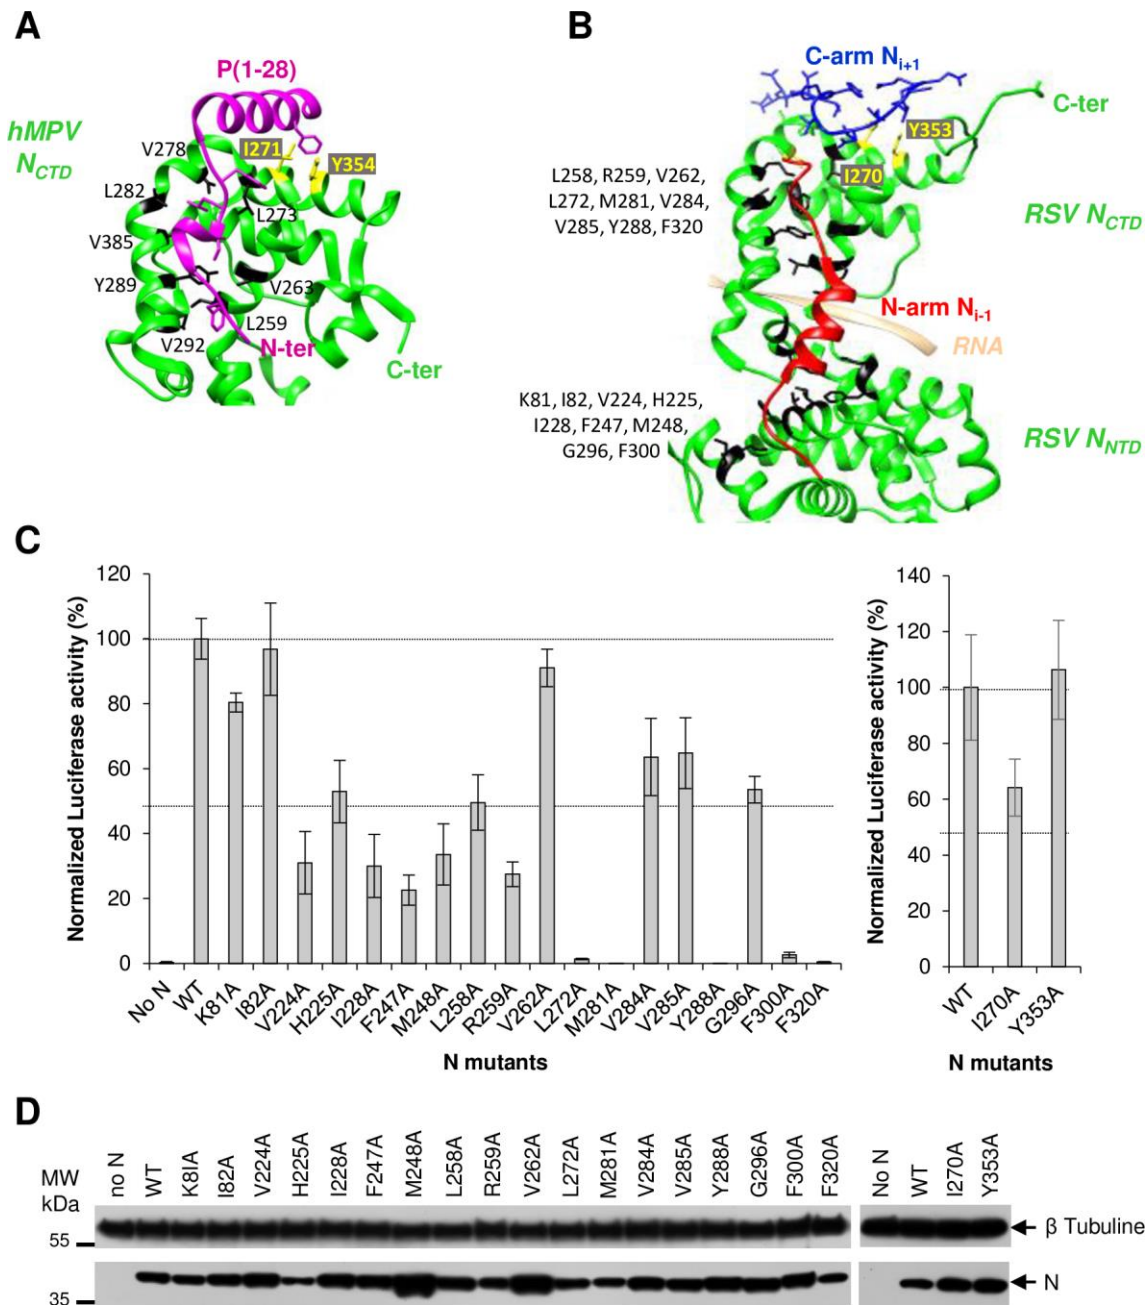 A
P(1-28)
hMPV
N_CTD
V278
I271
Y354
L282
L273
V385
Y289
V263
L259
V292
N-ter
C-ter
B
C-arm N_i+1
C-ter
Y353
I270
L258, R259, V262,
L272, M281, V284,
V285, Y288, F320
RSV N_CTD
N-arm N_i-1
RNA
K81, I82, V224, H225,
I228, F247, M248,
G296, F300
RSV N_NTD
C
Normalized Luciferase activity (%)
120
100
80
60
40
20
0
No N
WT
K81A
I82A
V224A
H225A
I228A
F247A
M248A
L258A
R259A
V262A
L272A
M281A
V284A
V285A
Y288A
G296A
F300A
F320A
N mutants
Normalized Luciferase activity (%)
140
120
100
80
60
40
20
0
WT
I270A
Y353A
N mutants
D
MW
kDa
no N
WT
K8IA
I82A
V224A
H225A
I228A
F247A
M248A
L258A
R259A
V262A
L272A
M281A
V284A
V285A
Y288A
G296A
F300A
F320A
No N
WT
I270A
Y353A
β Tubuline
55
N
35